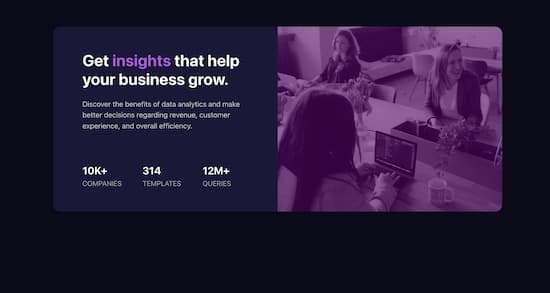 Get insights that help
your business grow.
Discover the benefits of data analytics and make
better decisions regarding revenue, customer
experience, and overall efficiency.
10K+ 314 12M+
COMPANIES TEMPLATES QUERIES